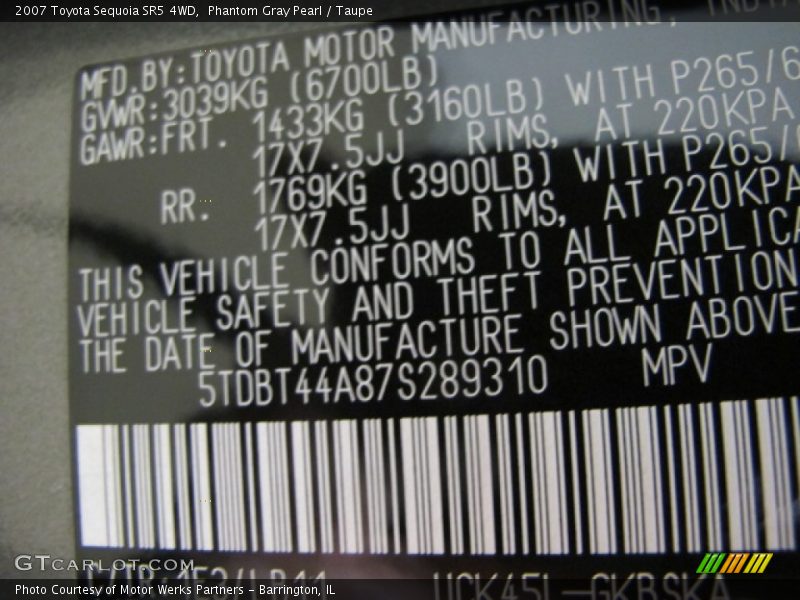 2007 Toyota Sequoia SR5 4WD, Phantom Gray Pearl / Taupe
MFD.BY:TOYOTA MOTOR MANUFACTURING,
GVWR:3039KG (6700LB)
GAWR:FRT. 1433KG (3160LB) WITH P265/6
17X7.5JJ RIMS, AT 220KPA
RR. 1769KG (3900LB) WITH P265/
17X7.5JJ RIMS, AT 220KPA
THIS VEHICLE CONFORMS TO ALL APPLICA
VEHICLE SAFETY AND THEFT PREVENTION
THE DATE OF MANUFACTURE SHOWN ABOVE
5TDBT44A87S289310 MPV
GTCARLOT.COM
UCK45L-GKRSKA
Photo Courtesy of Motor Werks Partners - Barrington, IL